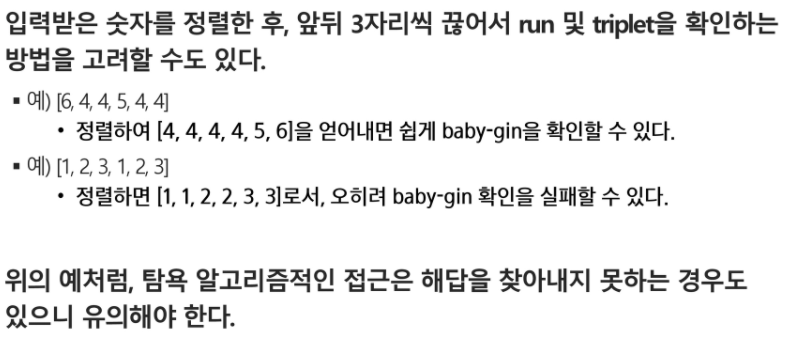 입력받은 숫자를 정렬한 후, 앞뒤 3자리씩 끊어서 run 및 triplet을 확인하는
방법을 고려할 수도 있다.
▪ 예) [6, 4, 4, 5, 4, 4]
• 정렬하여 [4, 4, 4, 4, 5, 6]을 얻어내면 쉽게 baby-gin을 확인할 수 있다.
▪ 예) [1, 2, 3, 1, 2, 3]
• 정렬하면 [1, 1, 2, 2, 3, 3]로서, 오히려 baby-gin 확인을 실패할 수 있다.
위의 예처럼, 탐욕 알고리즘적인 접근은 해답을 찾아내지 못하는 경우도
있으니 유의해야 한다.